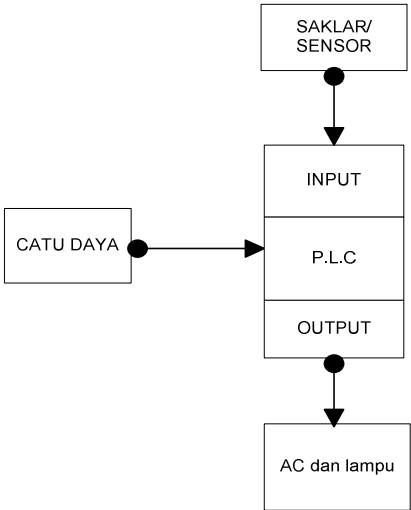 SAKLAR/
SENSOR
INPUT
CATU DAYA
P.L.C
OUTPUT
AC dan lampu